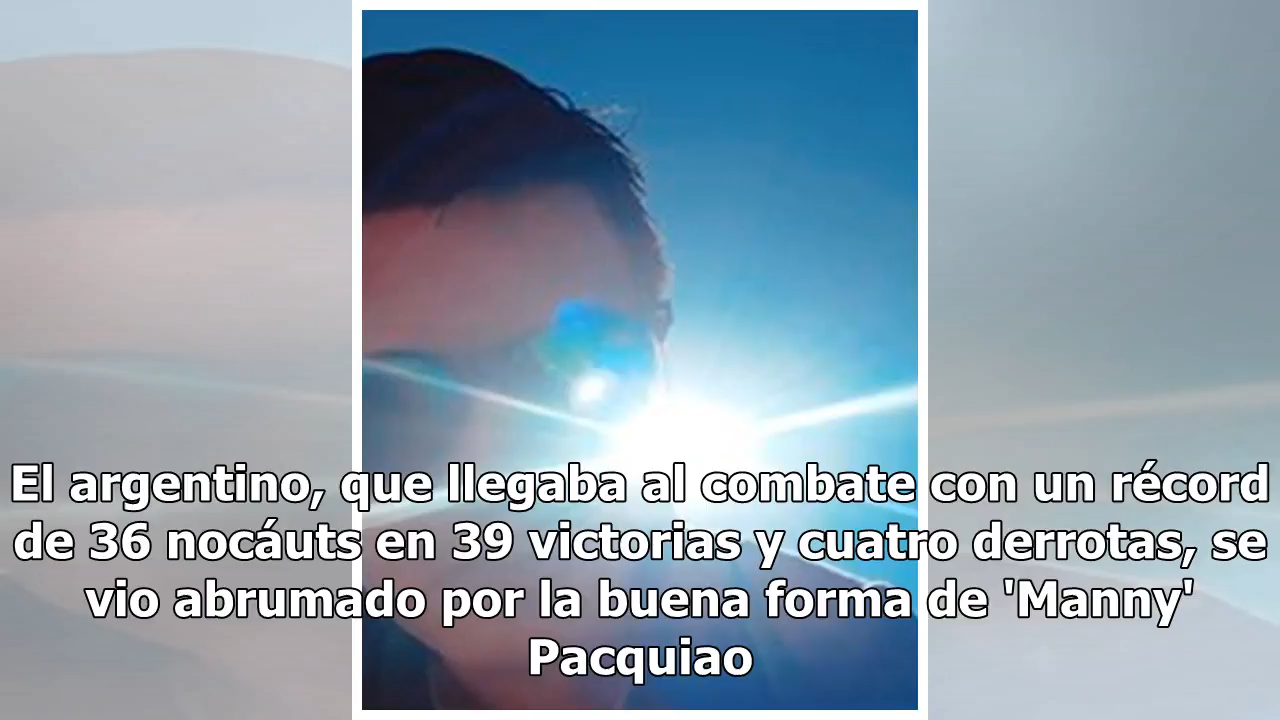 El argentino, que llegaba al combate con un récord
de 36 nocáuts en 39 victorias y cuatro derrotas, se
vio abrumado por la buena forma de 'Manny'
Pacquiao